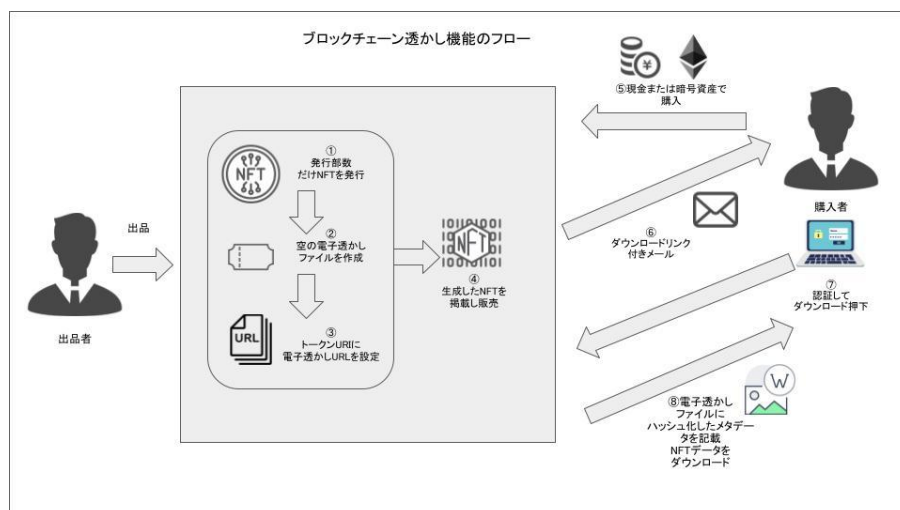 ブロックチェーン透かし機能のフロー
⑤現金または暗号資産で
購入
購入者
①
発行部数
だけNFTを発行
NFT
出品
出品者
②
空の電子透かし
ファイルを作成
01101001
NFT
10010110
④
生成したNFTを
掲載し販売
⑥
ダウンロードリンク
付きメール
⑦
認証して
ダウンロード押下
URL
③
トークンURIに
電子透かしURLを設定
W
⑧電子透かし
ファイルに
ハッシュ化したメタデー
タを記載
NFTデータを
ダウンロード